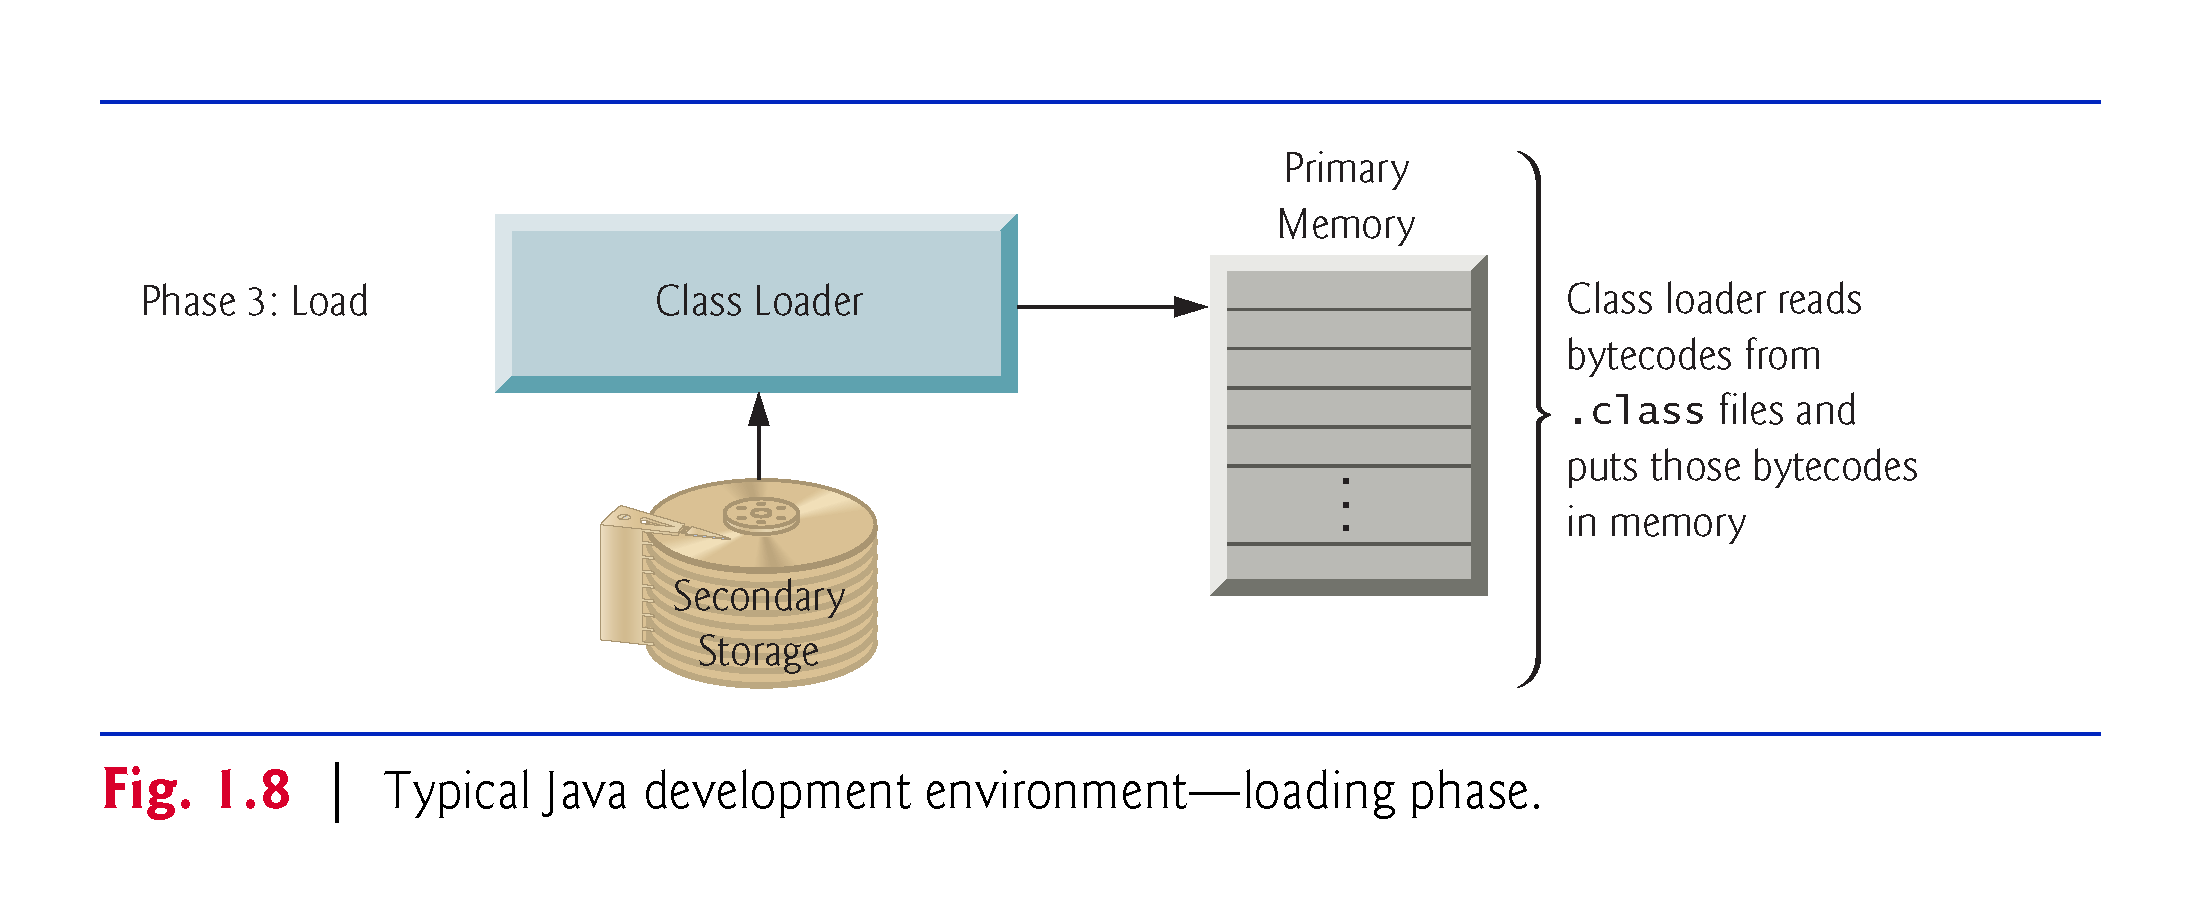 Phase 3: Load
Class Loader
Secondary
Storage
Primary
Memory
Class loader reads
bytecodes from
.class files and
puts those bytecodes
in memory
Fig. 1.8 | Typical Java development environment—loading phase.